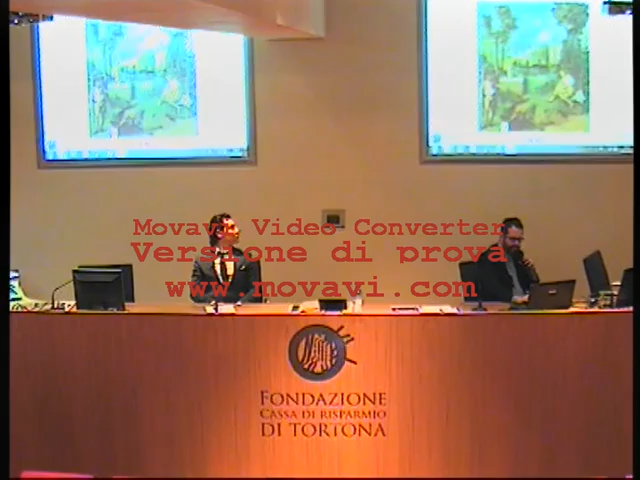 Movavi Video Converter
Versione di prova
www.movavi.com
FONDAZIONE
CASSA DI RISPARMIO
DI TORTONA